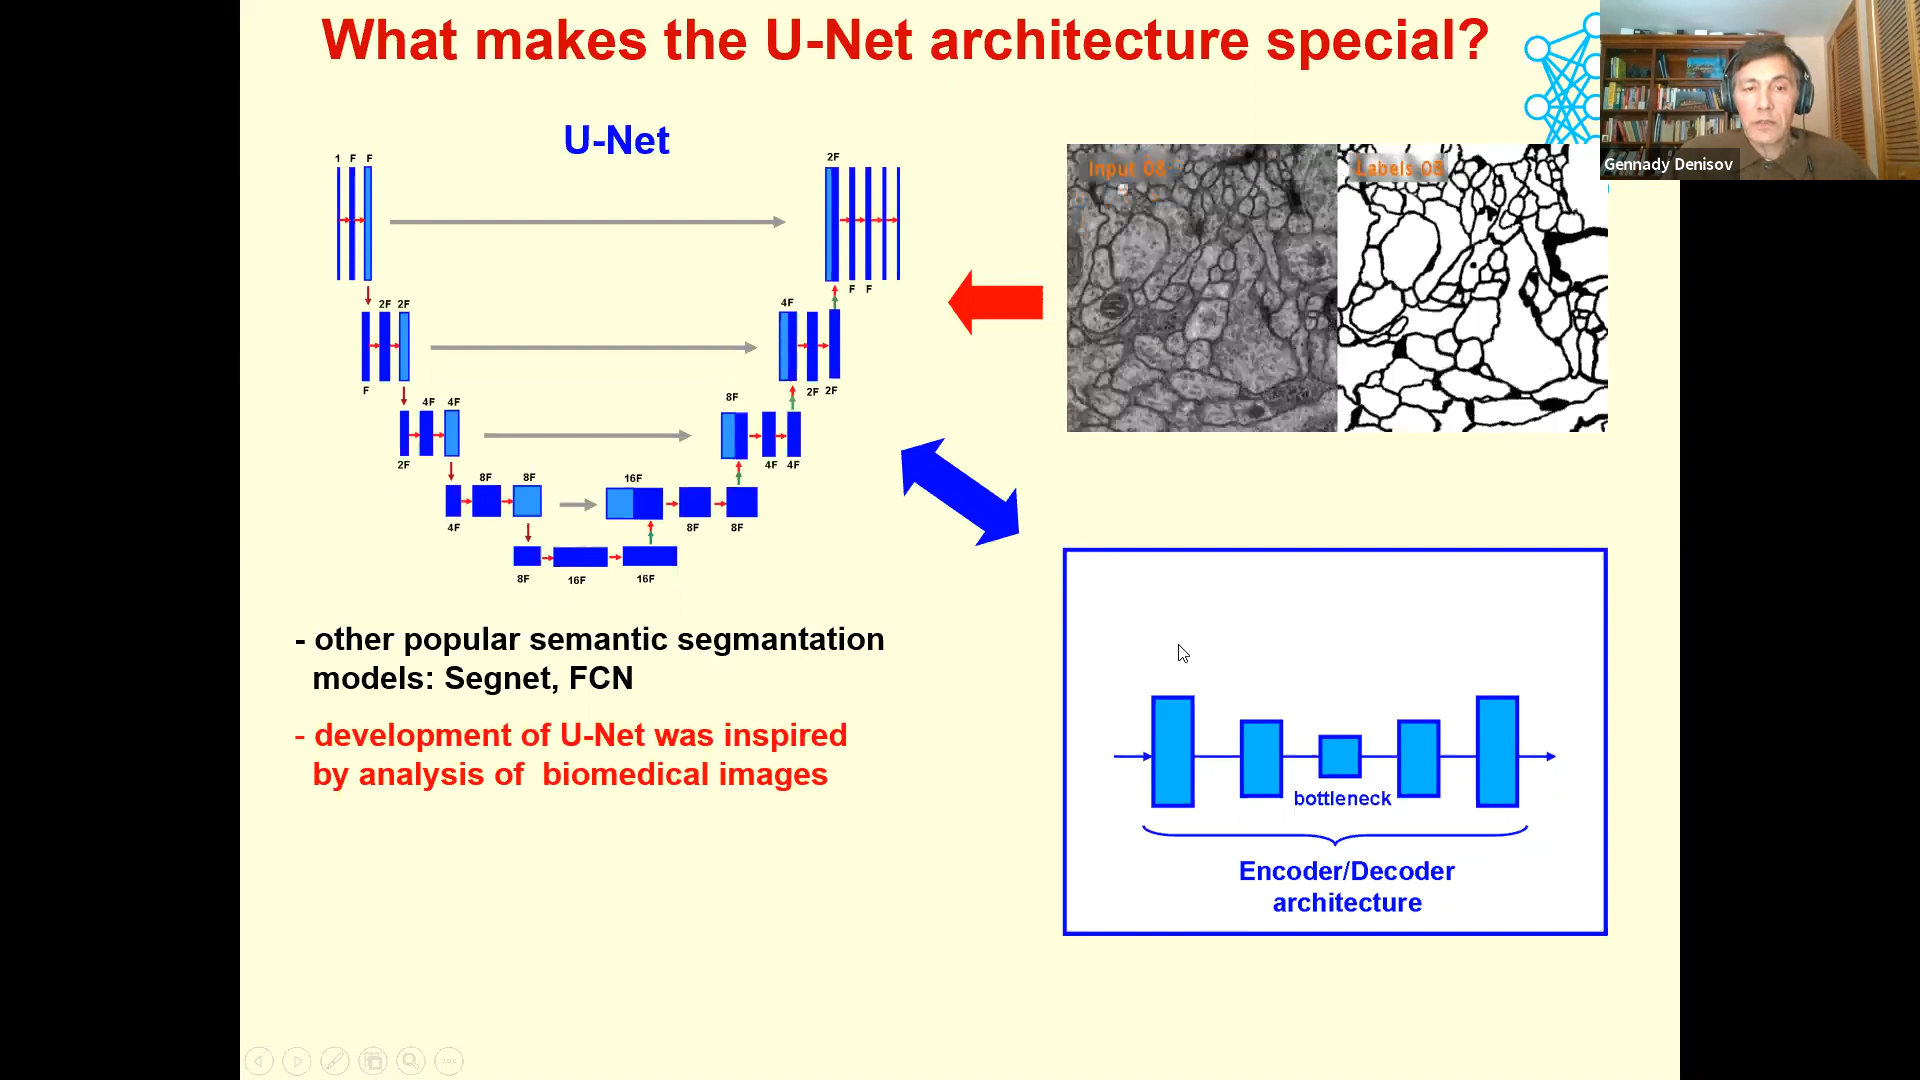 What makes the U-Net architecture special?
Gennady Denisov
U-Net
1 F F
2F
Input 08
Labels 03
F F
2F 2F
4F
F
2F 2F
4F 4F
8F
2F
4F 4F
8F 8F
16F
4F
8F 8F
8F 16F 16F
- other popular semantic segmantation
models: Segnet, FCN
- development of U-Net was inspired
by analysis of biomedical images
bottleneck
Encoder/Decoder
architecture